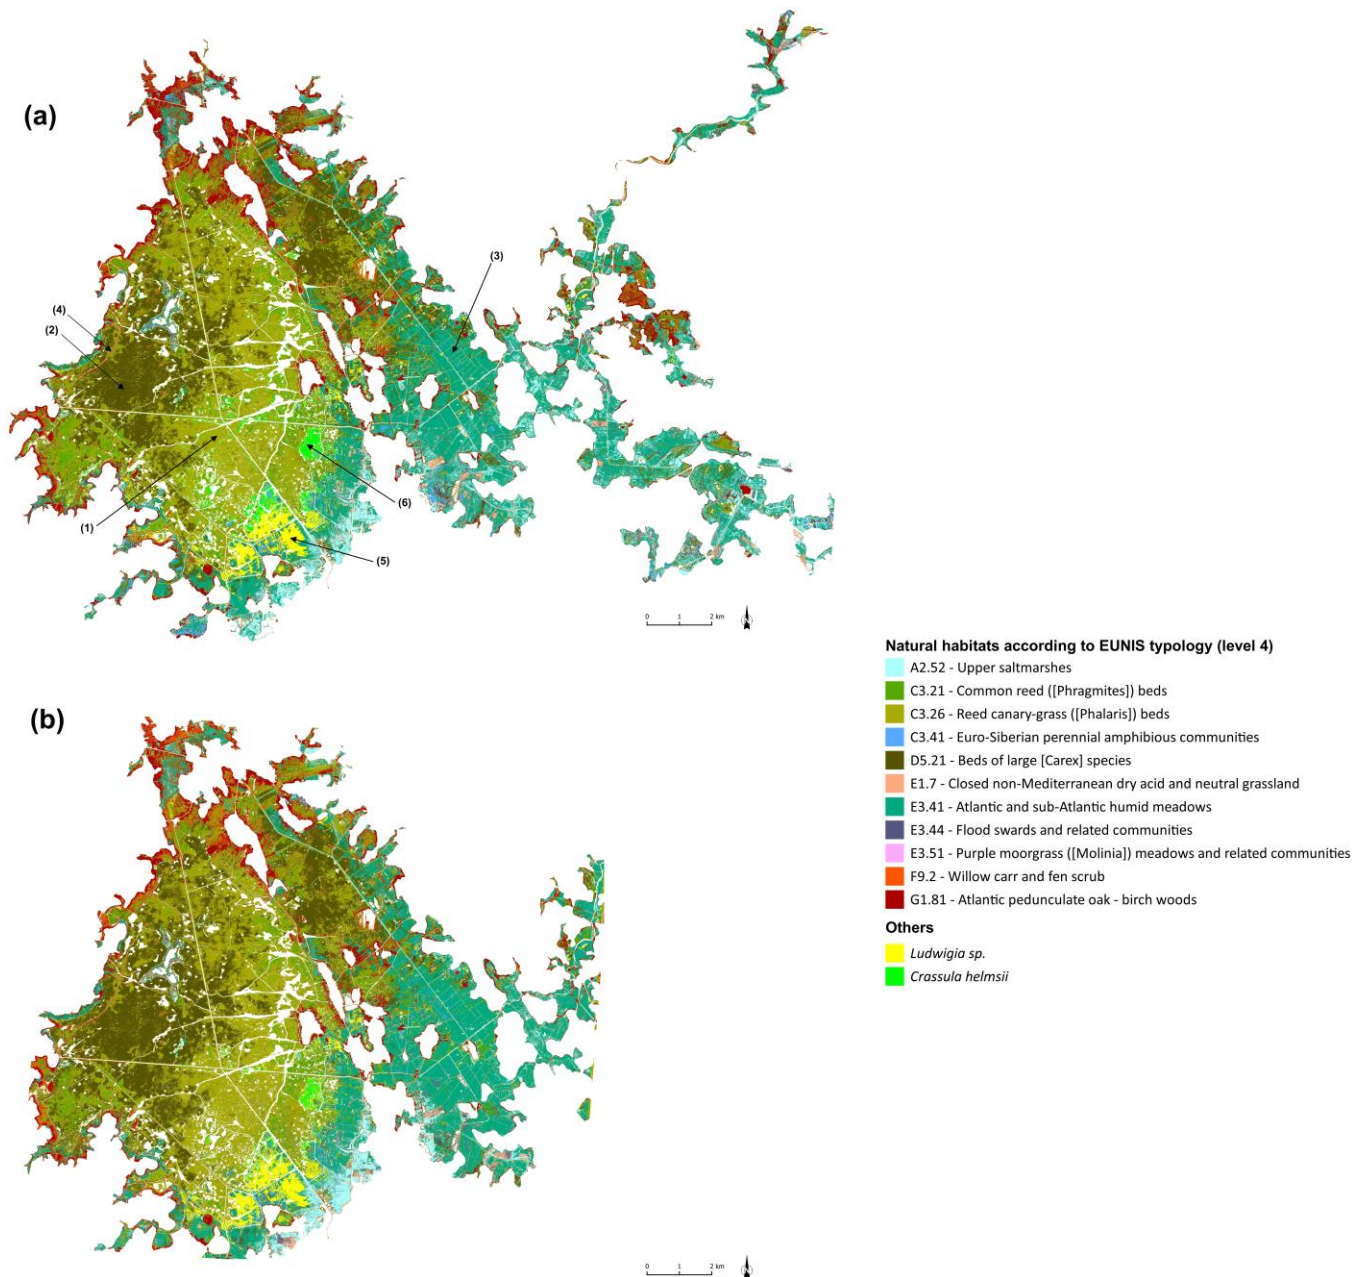 (a)
(3)
(4)
(2)
(6)
(1)
(5)
0 1 2 km
N
Natural habitats according to EUNIS typology (level 4)
A2.52 - Upper saltmarshes
C3.21 - Common reed ([Phragmites]) beds
C3.26 - Reed canary-grass ([Phalaris]) beds
C3.41 - Euro-Siberian perennial amphibious communities
D5.21 - Beds of large [Carex] species
E1.7 - Closed non-Mediterranean dry acid and neutral grassland
E3.41 - Atlantic and sub-Atlantic humid meadows
E3.44 - Flood swards and related communities
E3.51 - Purple moorgrass ([Molinia]) meadows and related communities
F9.2 - Willow carr and fen scrub
G1.81 - Atlantic pedunculate oak - birch woods
Others
Ludwigia sp.
Crassula helmsii
(b)
0 1 2 km
N